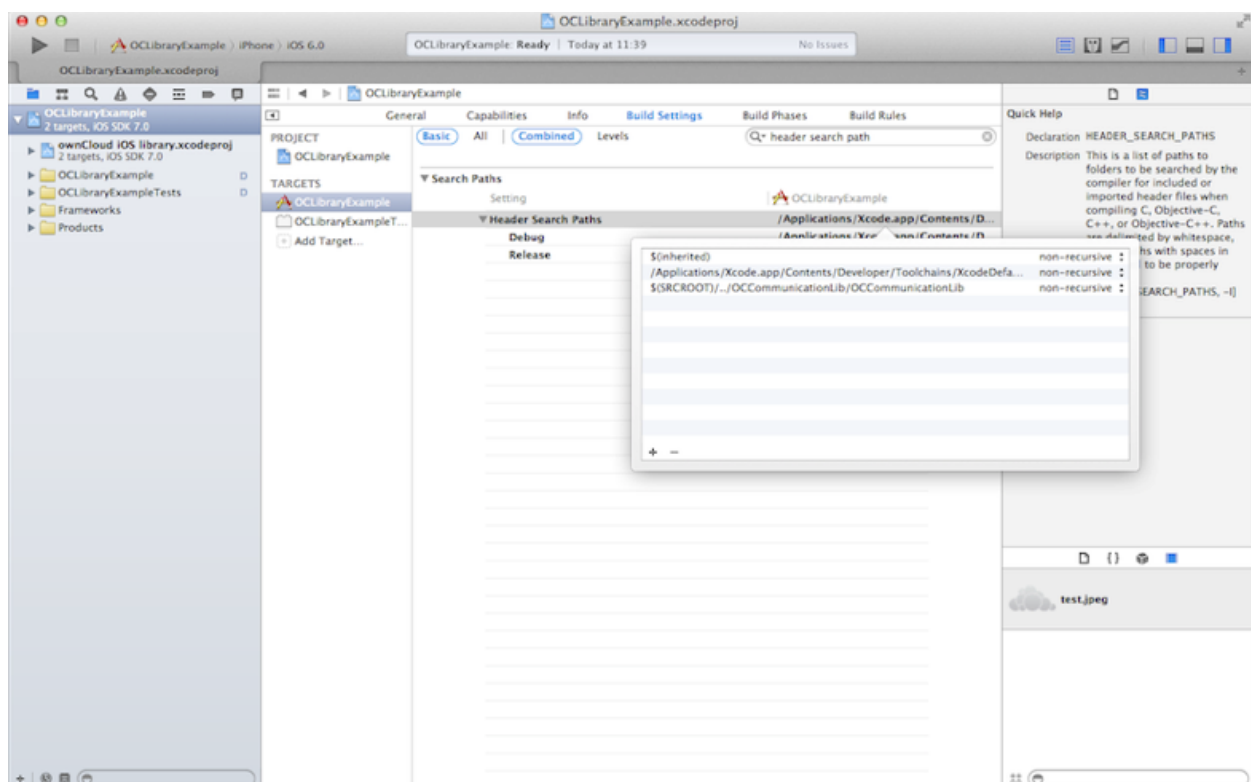 OCLibraryExample.xcodeproj
OCLibraryExample ⟩ iPhone ⟩ iOS 6.0
OCLibraryExample: Ready | Today at 11:39
No Issues
OCLibraryExample.xcodeproj
OCLibraryExample
2 targets, iOS SDK 7.0
ownCloud iOS library.xcodeproj
2 targets, iOS SDK 7.0
OCLibraryExample D
OCLibraryExampleTests D
Frameworks
Products
OCLibraryExample
General Capabilities Info Build Settings Build Phases Build Rules
PROJECT
OCLibraryExample
TARGETS
OCLibraryExample
OCLibraryExampleT...
Add Target...
Basic All Combined Levels
header search path
Search Paths
Setting OCLibraryExample
Header Search Paths /Applications/Xcode.app/Contents/D...
Debug
Release
$(inherited) non-recursive
/Applications/Xcode.app/Contents/Developer/Toolchains/XcodeDefa... non-recursive
$(SRCROOT)/../OCCommunicationLib/OCCommunicationLib non-recursive
+ −
Quick Help
Declaration HEADER_SEARCH_PATHS
Description This is a list of paths to
folders to be searched by the
compiler for included or
imported header files when
compiling C, Objective-C,
C++, or Objective-C++. Paths
are delimited by whitespace,
hs with spaces in
to be properly
EARCH_PATHS, -I]
{}
test.jpeg